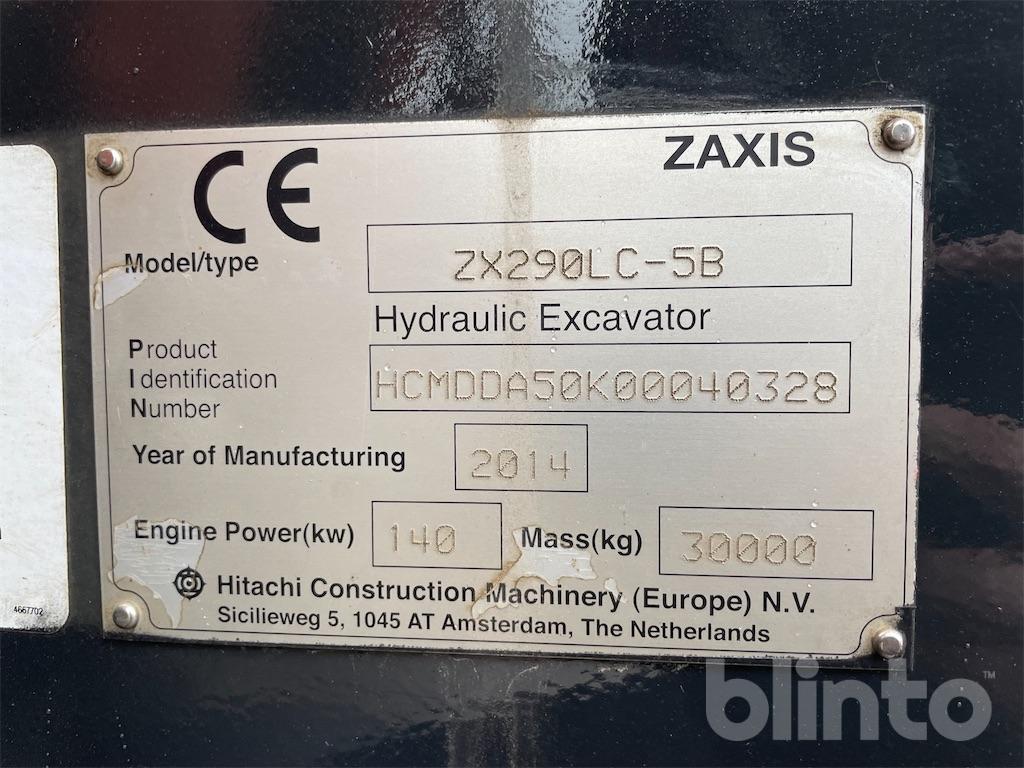 ZAXIS
CE
Model/type ZX290LC-5B
Hydraulic Excavator
Product
Identification HCMDDA50K00040328
Number
Year of Manufacturing 2014
Engine Power(kw) 140 Mass(kg) 30000
Hitachi Construction Machinery (Europe) N.V.
Sicilieweg 5, 1045 AT Amsterdam, The Netherlands
4667702
blinto™